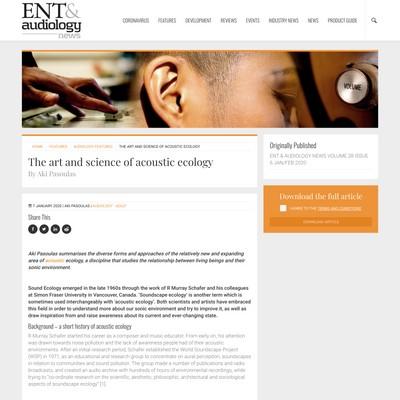 ENT&
audiology
news
CORONAVIRUS FEATURES DEVELOPMENT REVIEWS EVENTS INDUSTRY NEWS NEWS PRODUCT GUIDE
VOLUME
HOME FEATURES AUDIOLOGY FEATURES THE ART AND SCIENCE OF ACOUSTIC ECOLOGY
The art and science of acoustic ecology
By Aki Pasoulas
7 JANUARY 2020 | AKI PASOULAS | AUDIOLOGY - ADULT
Share This
Aki Pasoulas summarises the diverse forms and approaches of the relatively new and expanding
area of acoustic ecology, a discipline that studies the relationship between living beings and their
sonic environment.
Sound Ecology emerged in the late 1960s through the work of R Murray Schafer and his colleagues
at Simon Fraser University in Vancouver, Canada. 'Soundscape ecology' is another term which is
sometimes used interchangeably with 'acoustic ecology'. Both scientists and artists have embraced
this field in order to understand more about our sonic environment and try to improve it, as well as
draw inspiration from and raise awareness about its current and ever-changing state.
Background – a short history of acoustic ecology
R Murray Schafer started his career as a composer and music educator. From early on, his attention
was drawn towards noise pollution and the lack of awareness people had of their acoustic
environments. After an initial research period, Schafer established the World Soundscape Project
(WSP) in 1971, as an educational and research group to concentrate on aural perception, soundscapes
in relation to communities and sound pollution. The group made a large number of publications and radio
broadcasts, and created an audio archive with hundreds of hours of environmental recordings, while
trying to "co-ordinate research on the scientific, aesthetic, philosophic, architectural and sociological
aspects of soundscape ecology" [1].
Originally Published
ENT & AUDIOLOGY NEWS VOLUME 28 ISSUE
6 JAN/FEB 2020
Download the full article
I AGREE TO THE TERMS AND CONDITIONS
DOWNLOAD ARTICLE